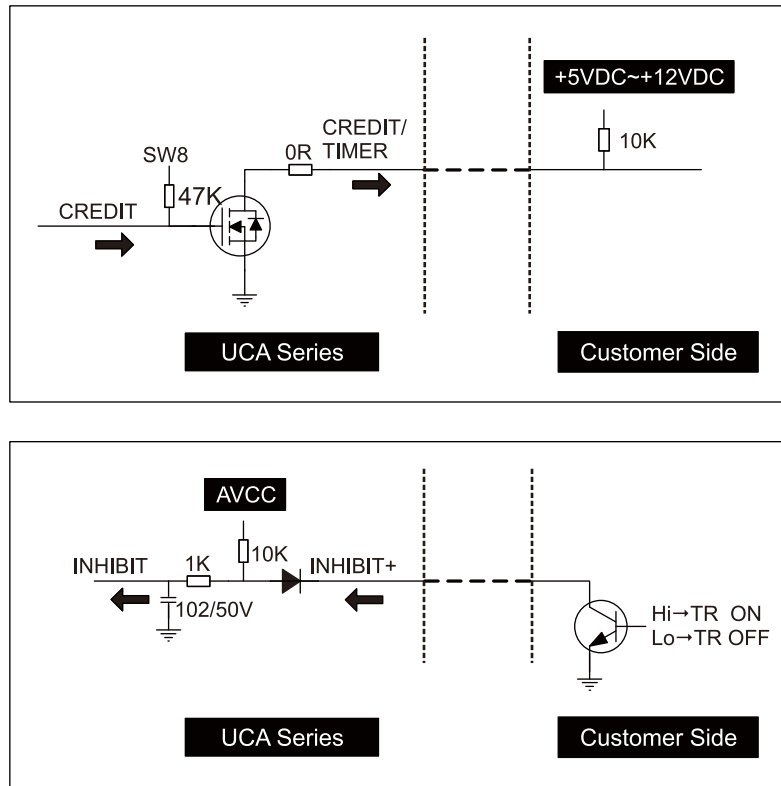 +5VDC~+12VDC
CREDIT/
TIMER
0R
10K
SW8
47K
CREDIT
UCA Series
Customer Side
AVCC
INHIBIT
1K
10K
INHIBIT+
102/50V
Hi→TR ON
Lo→TR OFF
UCA Series
Customer Side